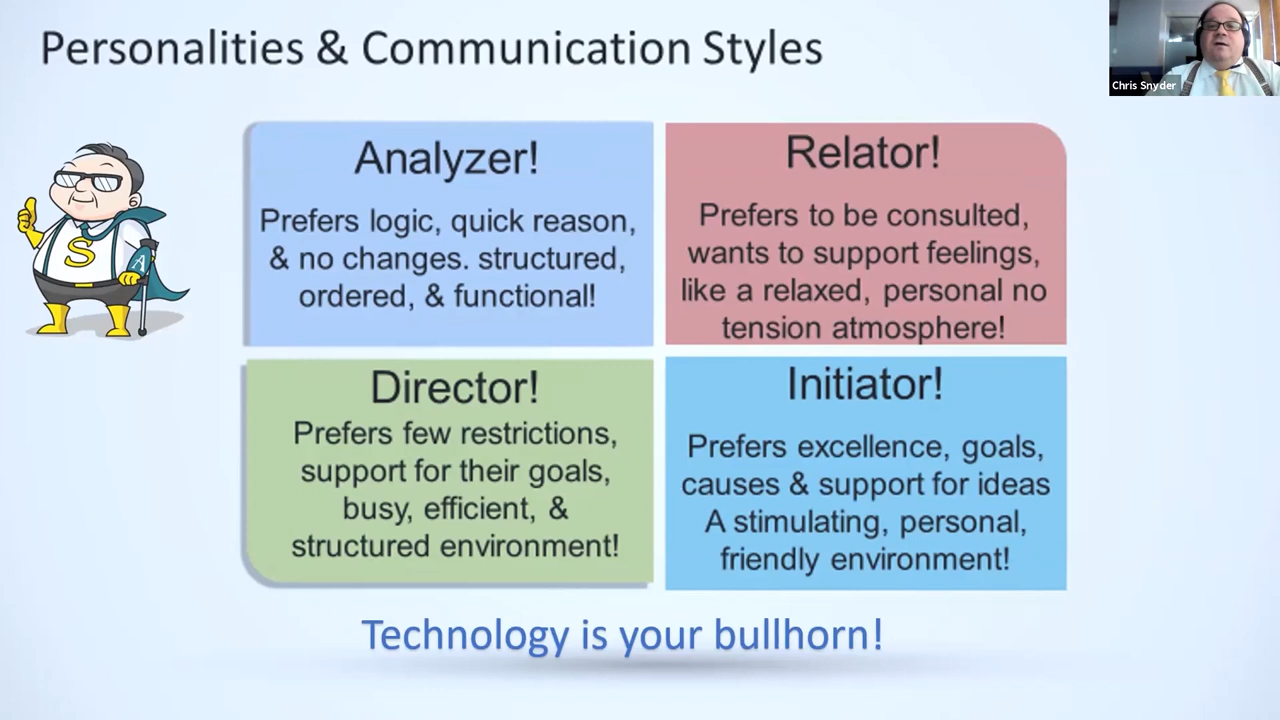 Personalities & Communication Styles
Chris Snyder
Analyzer!
Prefers logic, quick reason,
& no changes. structured,
ordered, & functional!
Relator!
Prefers to be consulted,
wants to support feelings,
like a relaxed, personal no
tension atmosphere!
S
A
Director!
Prefers few restrictions,
support for their goals,
busy, efficient, &
structured environment!
Initiator!
Prefers excellence, goals,
causes & support for ideas
A stimulating, personal,
friendly environment!
Technology is your bullhorn!